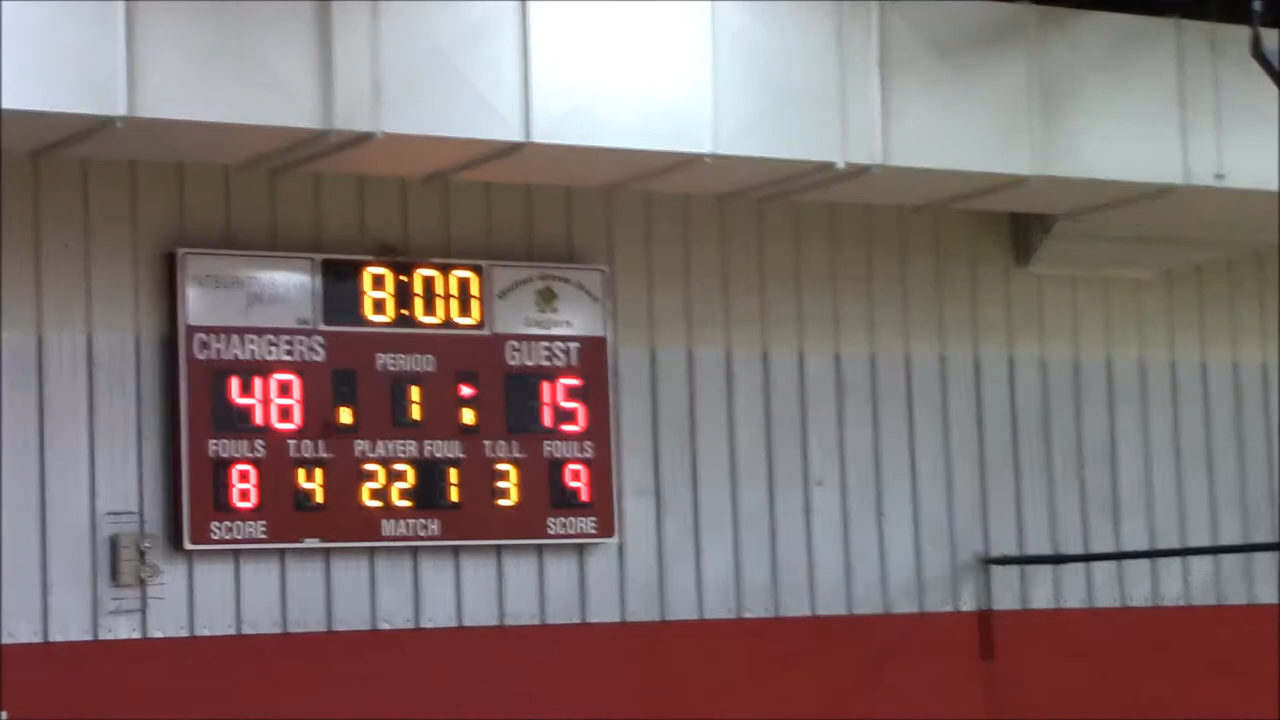 8:00
CHARGERS PERIOD GUEST
48 B 1 B 15
FOULS T.O.L. PLAYER FOUL T.O.L. FOULS
8 4 22 1 3 9
SCORE MATCH SCORE